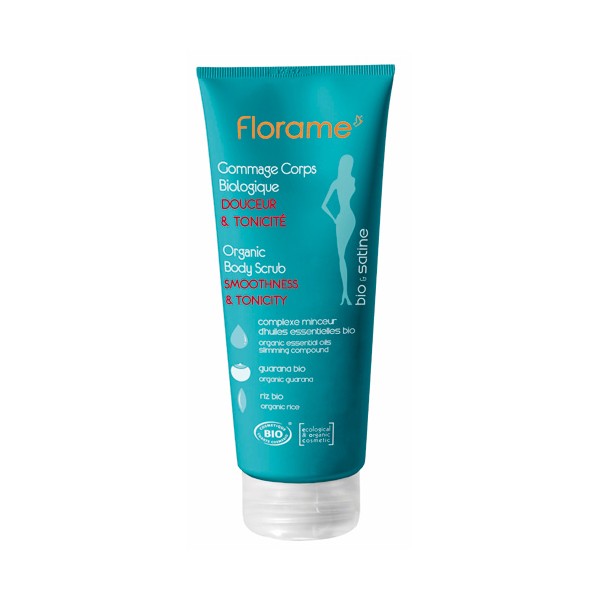 Florame
Gommage Corps
Biologique
DOUCEUR
& TONICITÉ
Organic
Body Scrub
SMOOTHNESS
& TONICITY
bio & satine
complexe minceur
d'huiles essentielles bio
organic essential oils
slimming compound
guarana bio
organic guarana
riz bio
organic rice
BIO
ecological
& organic
cosmetic